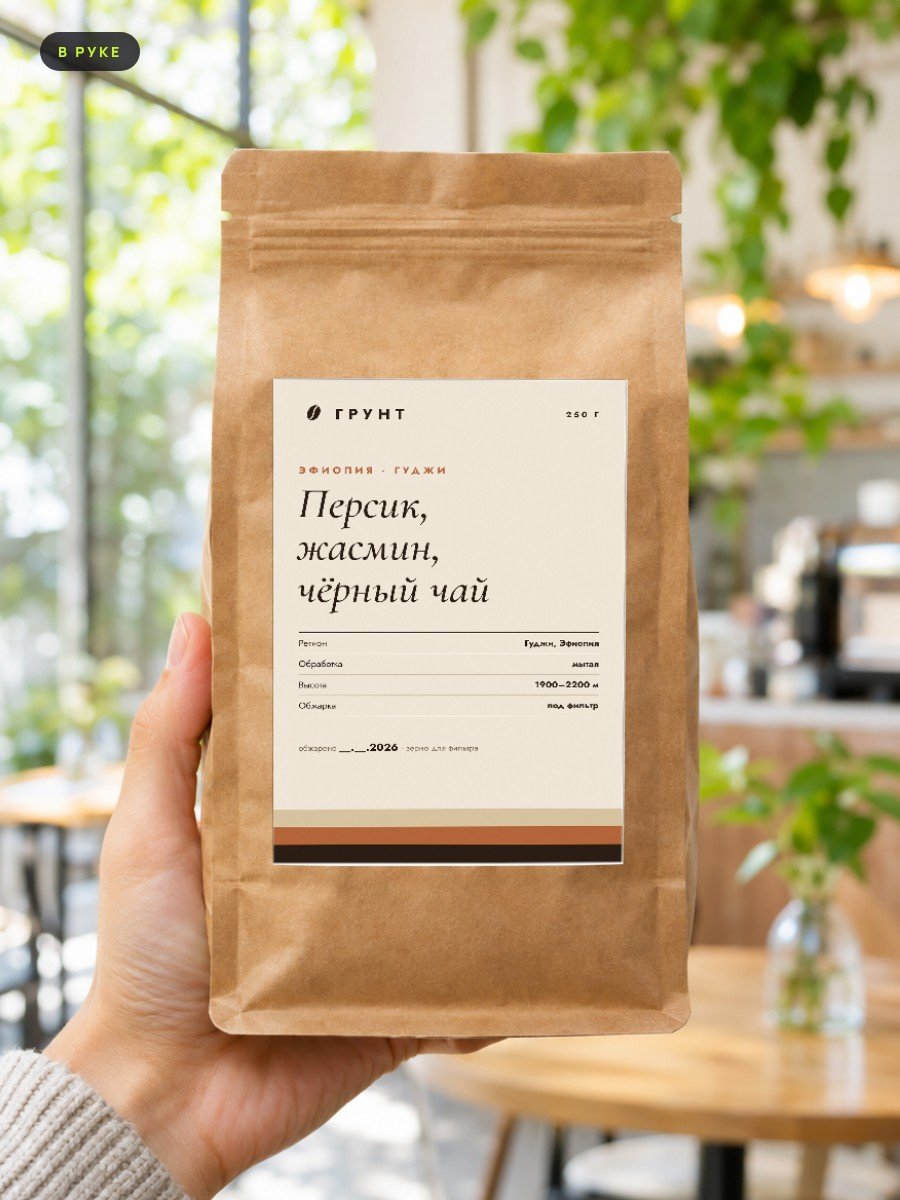 В РУКЕ
ГРУНТ 250 Г
ЭФИОПИЯ · ГУДЖИ
Персик,
жасмин,
чёрный чай
Регион Гуджи, Эфиопия
Обработка мытая
Высота 1900–2200 м
Обжарка под фильтр
обжарено __.__.2026 · зерно для фильтра